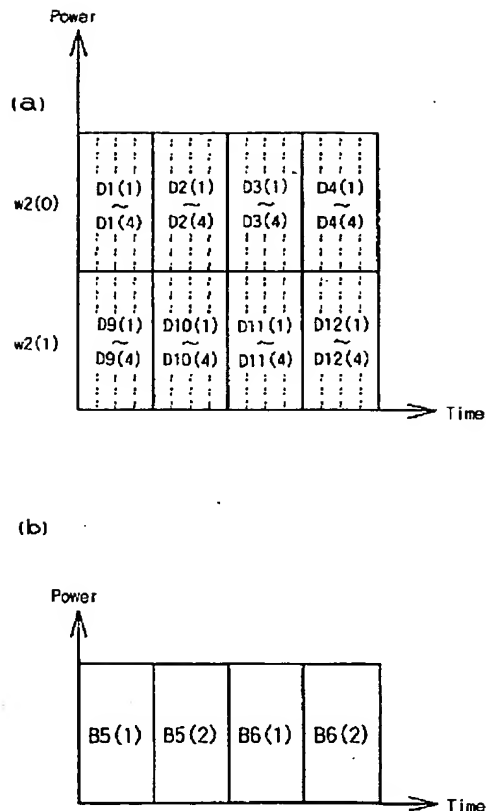 Power
(a)
D1(1) D2(1) D3(1) D4(1)
w2(0) ~ ~ ~ ~
D1(4) D2(4) D3(4) D4(4)
D9(1) D10(1) D11(1) D12(1)
w2(1) ~ ~ ~ ~
D9(4) D10(4) D11(4) D12(4)
Time
(b)
Power
B5(1) B5(2) B6(1) B6(2)
Time